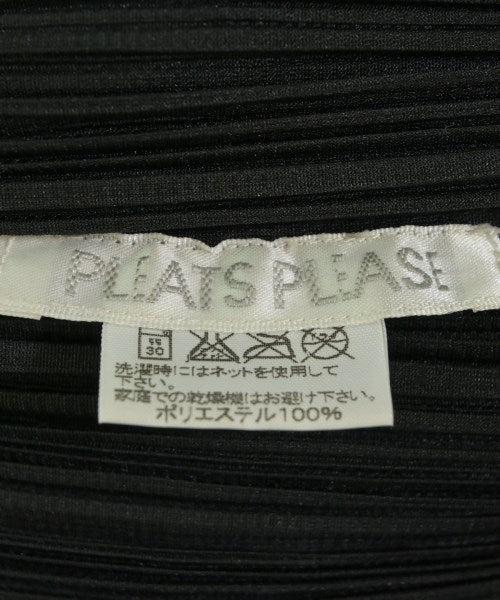 PLEATS PLEASE
30
洗濯時にはネットを使用して
下さい。
家庭での乾燥機はお避け下さい。
ポリエステル100%